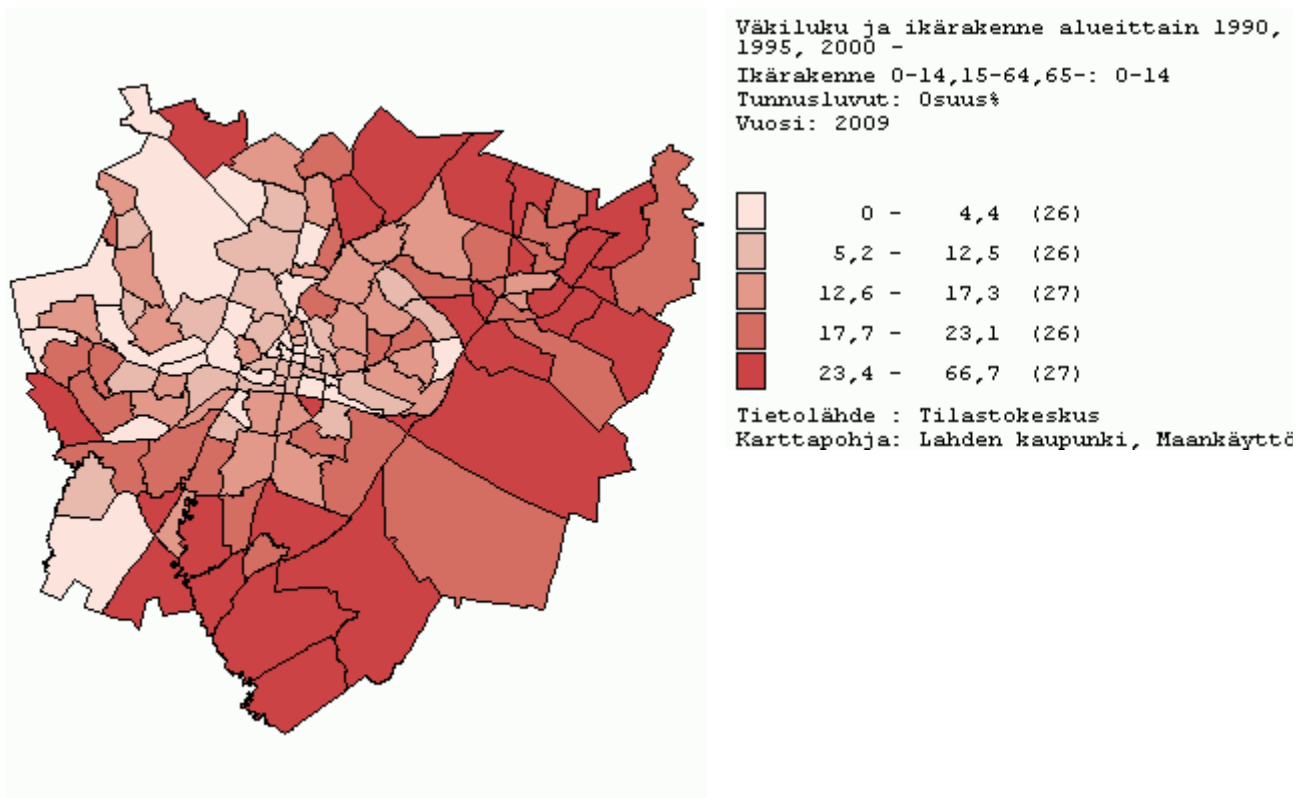 Väkiluku ja ikärakenne alueittain 1990,
1995, 2000 -
Ikärakenne 0-14,15-64,65-: 0-14
Tunnusluvut: Osuus%
Vuosi: 2009
0 - 4,4 (26)
5,2 - 12,5 (26)
12,6 - 17,3 (27)
17,7 - 23,1 (26)
23,4 - 66,7 (27)
Tietolähde : Tilastokeskus
Karttapohja: Lahden kaupunki, Maankäyttö